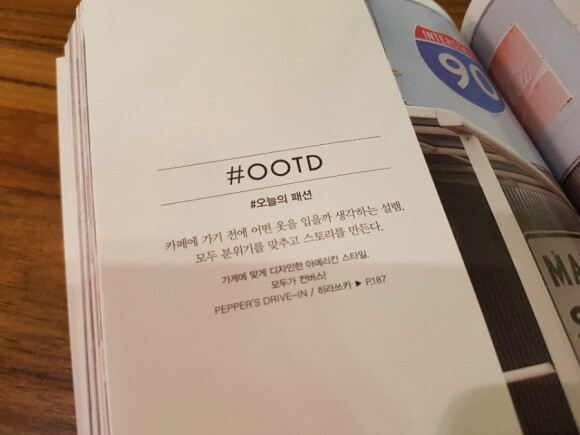 #OOTD
#오늘의 패션
카페에 가기 전에 어떤 옷을 입을까 생각하는 설렘.
모두 분위기를 맞추고 스토리를 만든다.
가게에 맞게 디자인한 아메리칸 스타일.
모두가 컨버스!
PEPPER'S DRIVE-IN / 히라쓰카 ▶ P.187
90